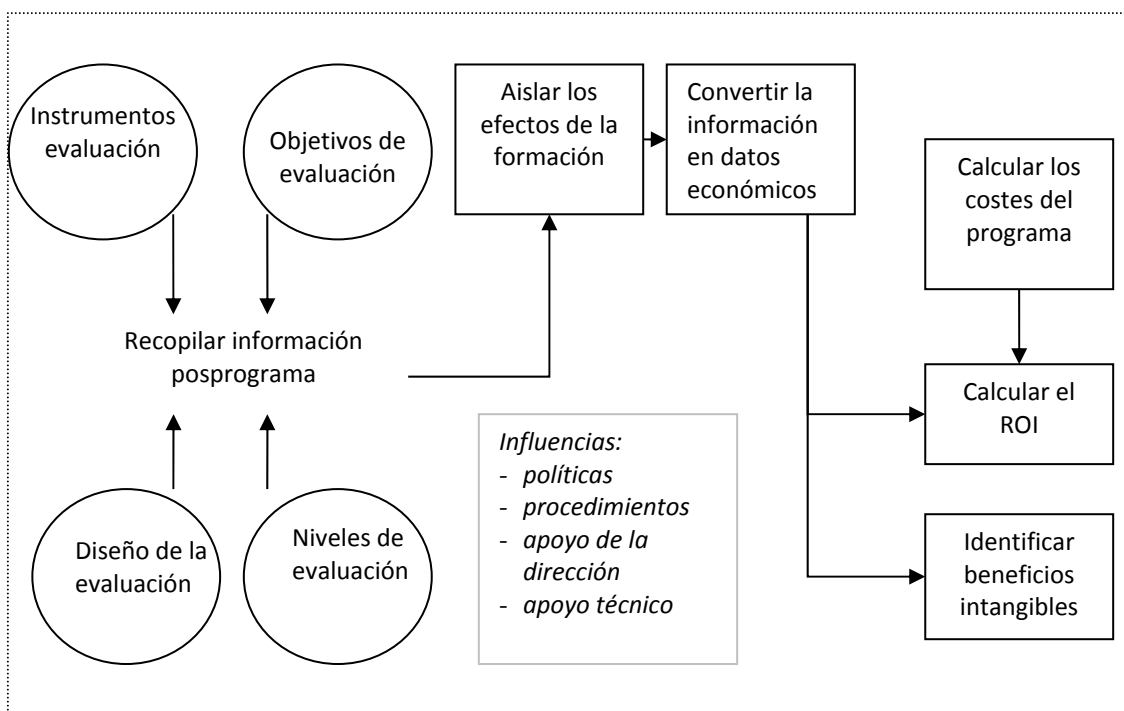 Instrumentos
evaluación
Objetivos de
evaluación
Aislar los
efectos de la
formación
Convertir la
información
en datos
económicos
Calcular los
costes del
programa
Recopilar información
posprograma
Calcular el
ROI
Influencias:
- políticas
- procedimientos
- apoyo de la
dirección
- apoyo técnico
Diseño de la
evaluación
Niveles de
evaluación
Identificar
beneficios
intangibles